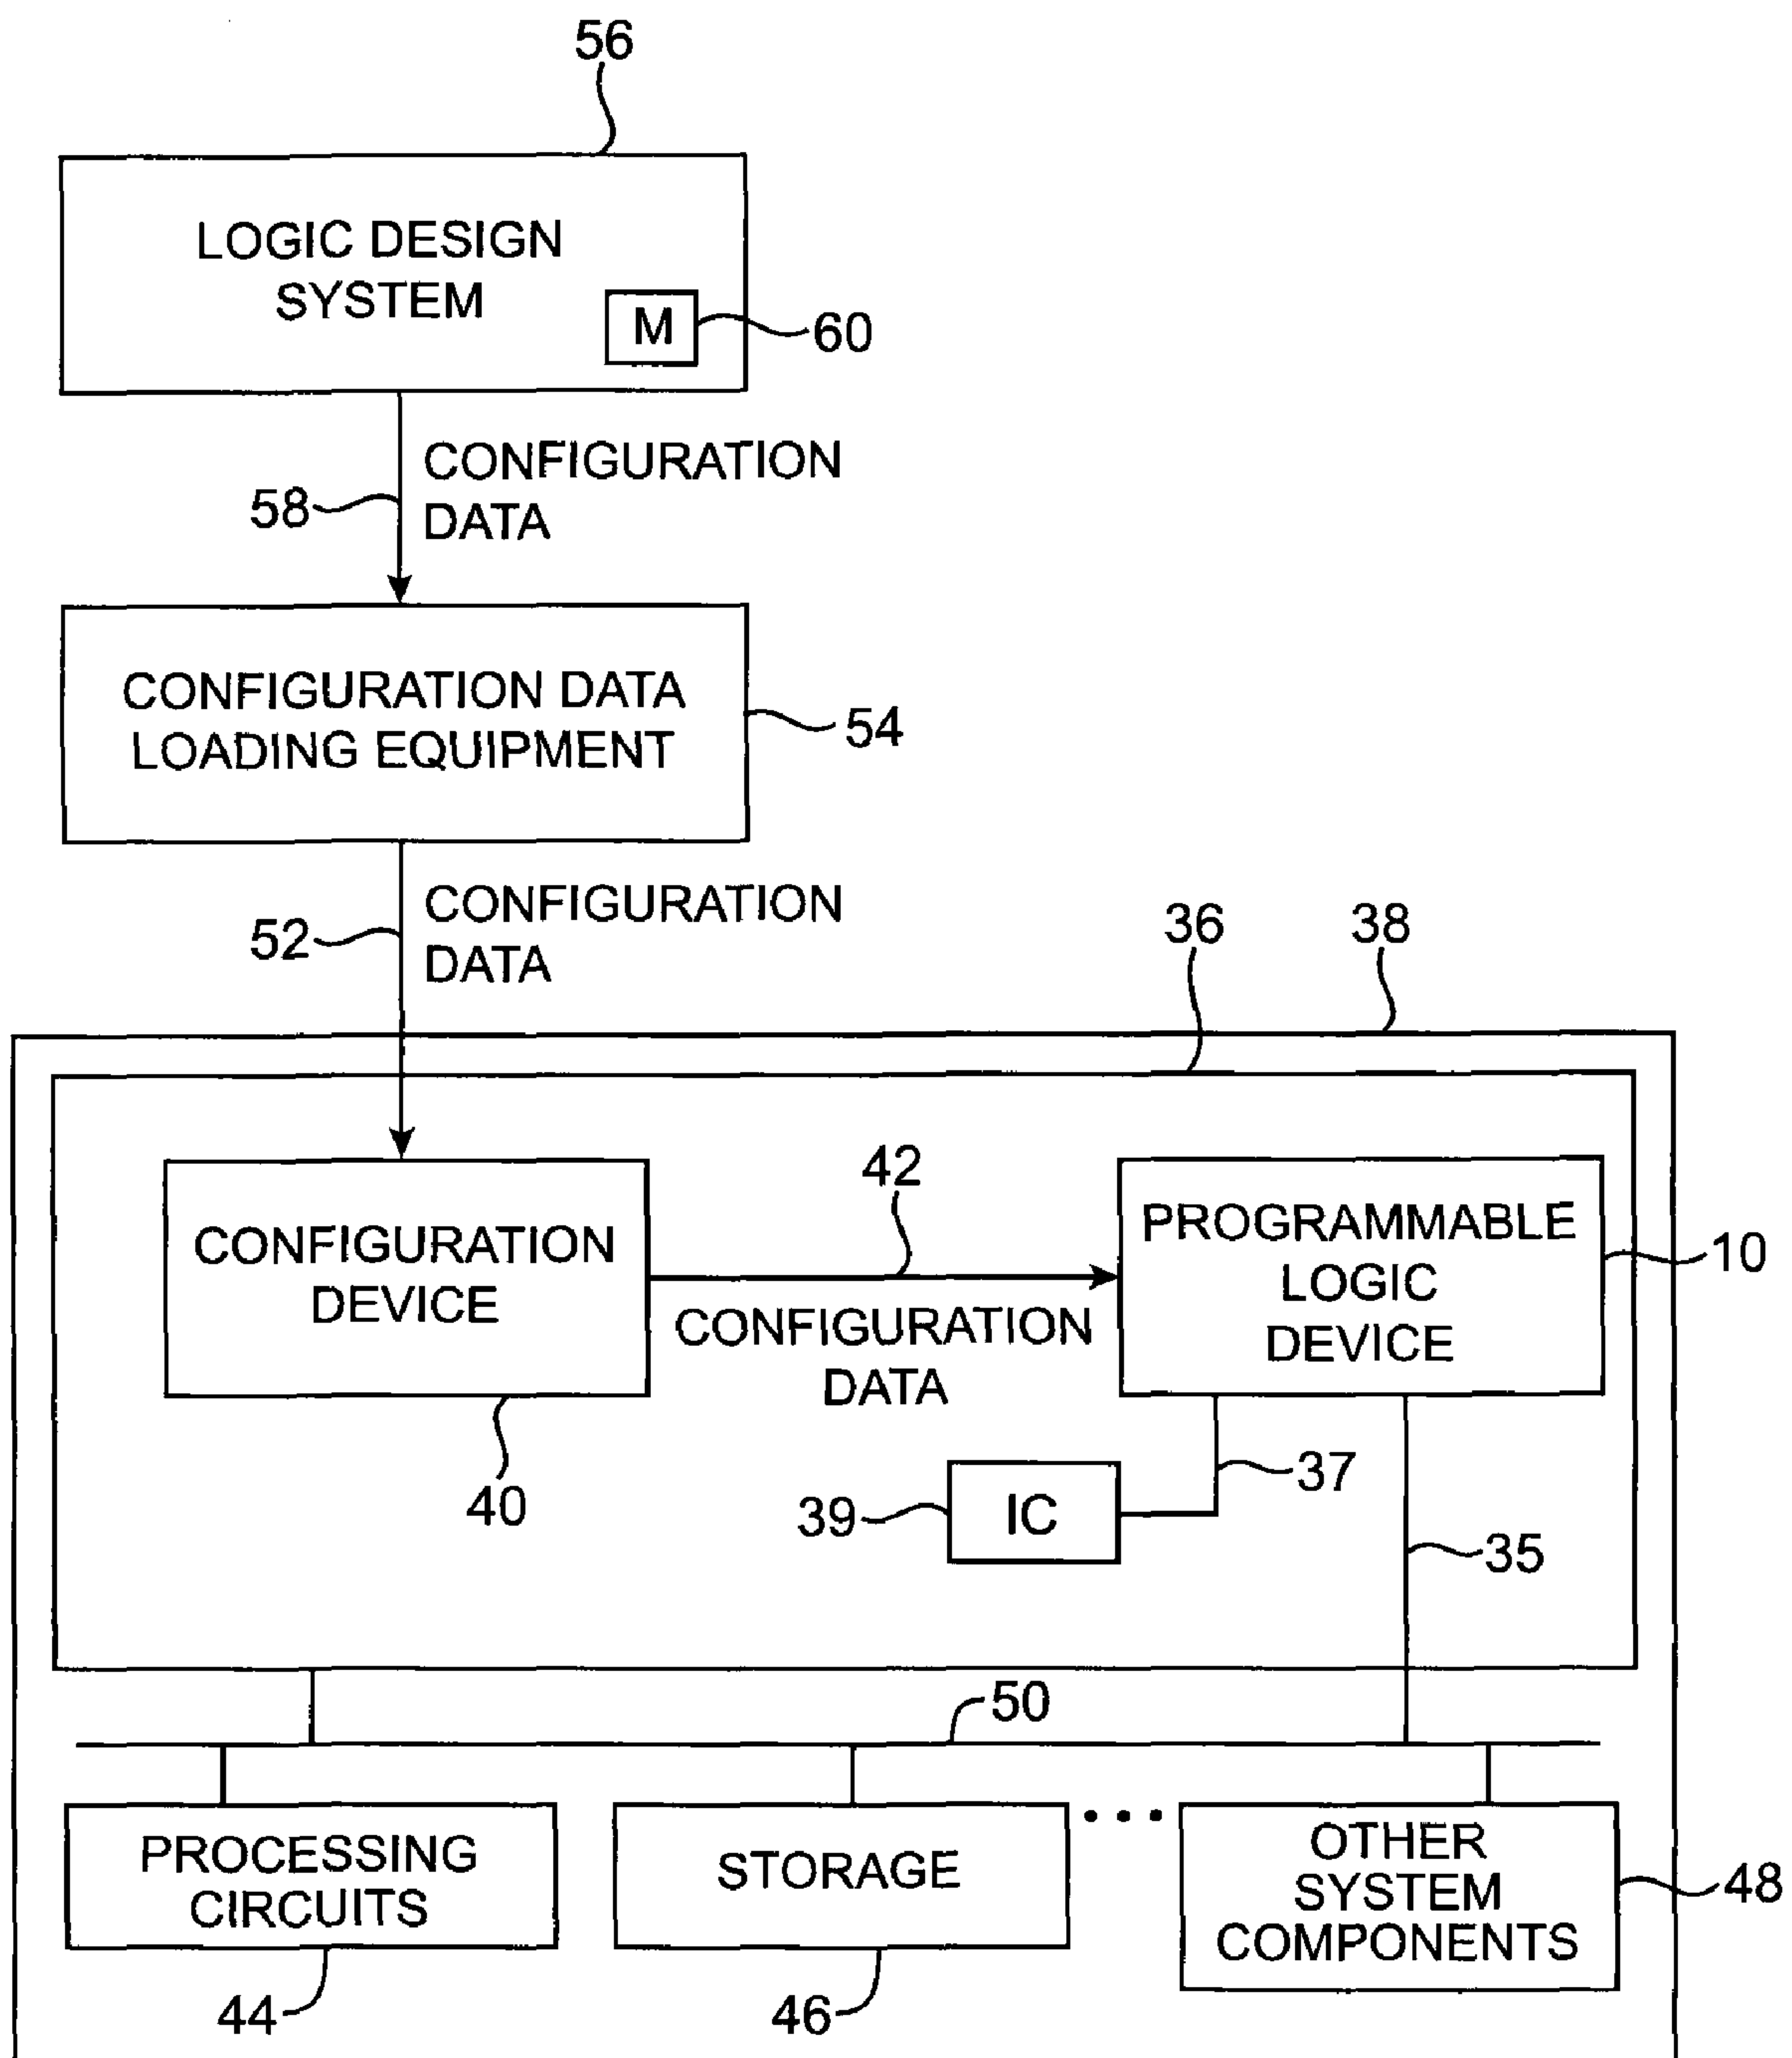 56
LOGIC DESIGN
SYSTEM
M
60
CONFIGURATION
DATA
58
CONFIGURATION DATA
LOADING EQUIPMENT
54
CONFIGURATION
DATA
52
36
38
42
CONFIGURATION
DEVICE
PROGRAMMABLE
LOGIC
DEVICE
10
CONFIGURATION
DATA
40
39
IC
37
35
50
PROCESSING
CIRCUITS
STORAGE
• • •
OTHER
SYSTEM
COMPONENTS
48
44
46